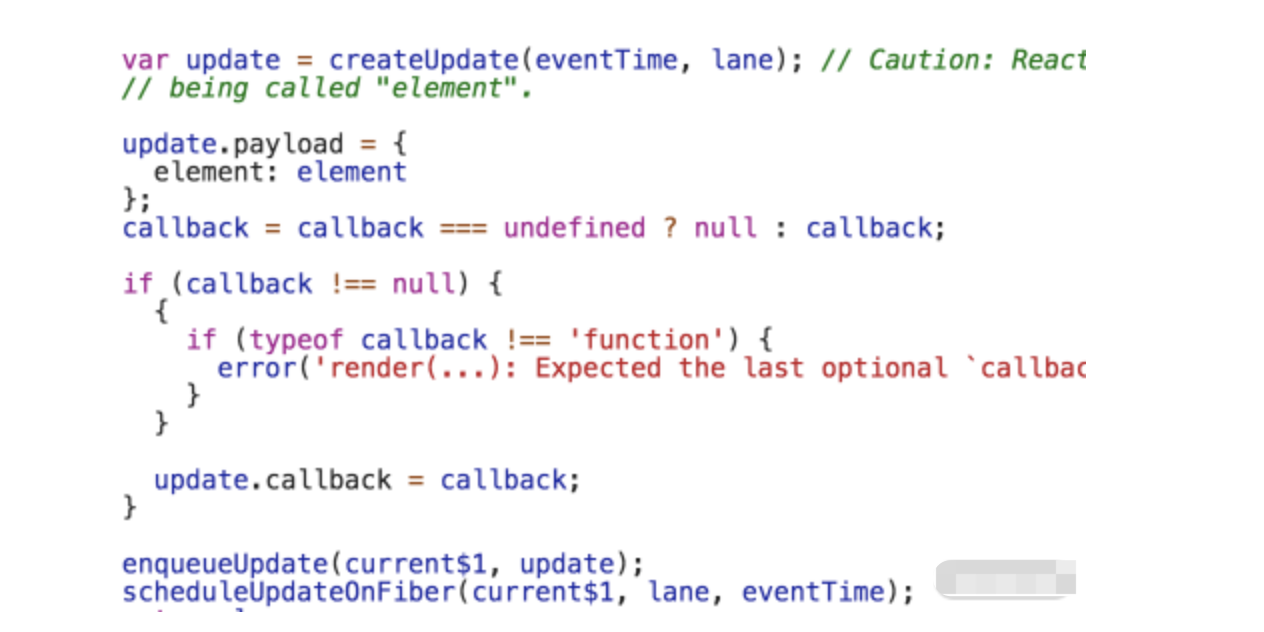 var update = createUpdate(eventTime, lane); // Caution: React
// being called "element".
update.payload = {
element: element
};
callback = callback === undefined ? null : callback;
if (callback !== null) {
{
if (typeof callback !== 'function') {
error('render(...): Expected the last optional `callbac
}
}
update.callback = callback;
}
enqueueUpdate(current$1, update);
scheduleUpdateOnFiber(current$1, lane, eventTime);